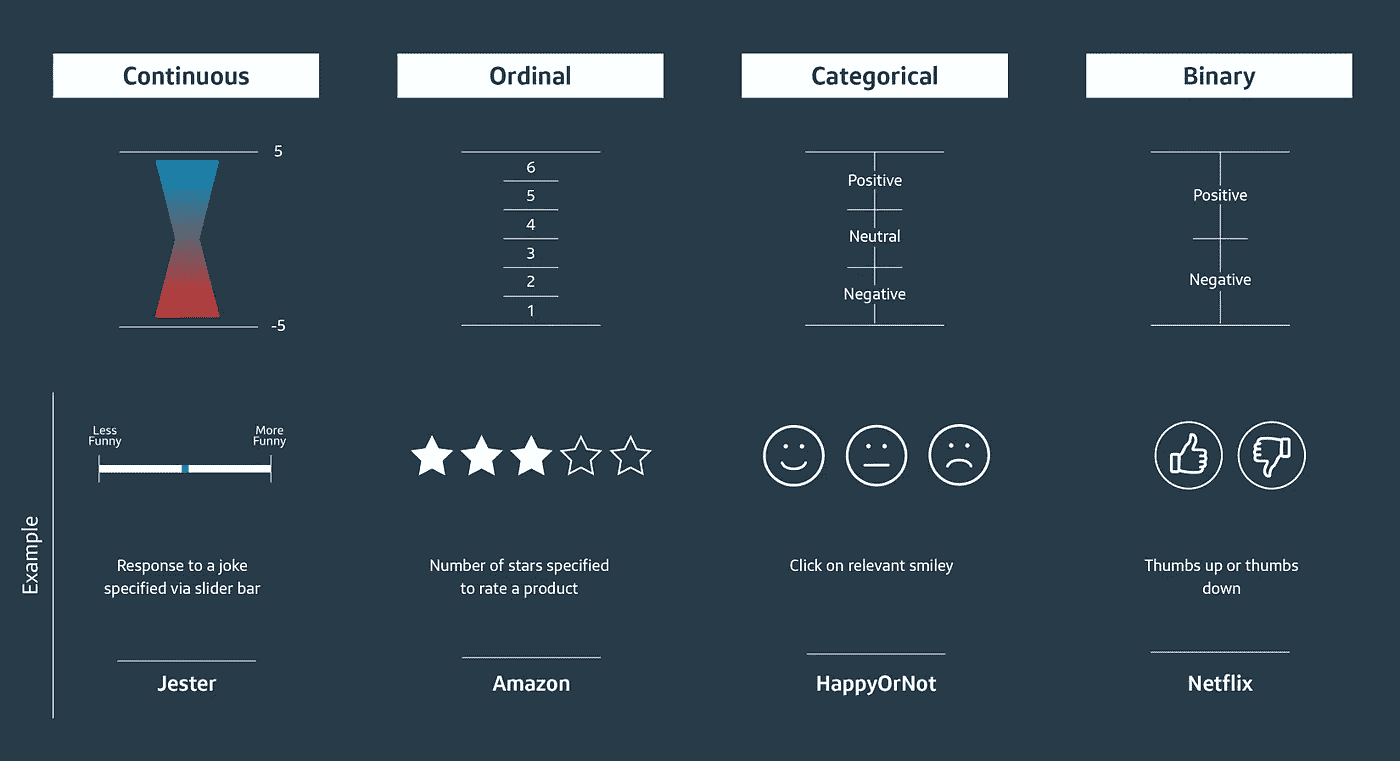 Continuous
Ordinal
Categorical
Binary
5
-5
6
5
4
3
2
1
Positive
Neutral
Negative
Positive
Negative
Example
Less
Funny
More
Funny
Response to a joke
specified via slider bar
Number of stars specified
to rate a product
Click on relevant smiley
Thumbs up or thumbs
down
Jester
Amazon
HappyOrNot
Netflix